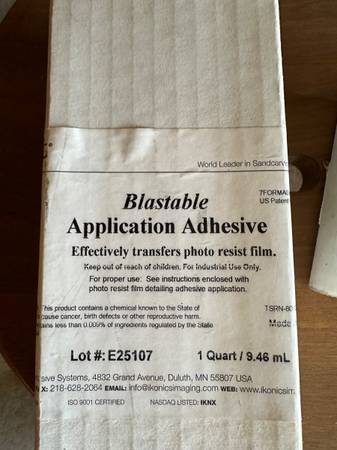 World Leader in Sandcarv
Blastable
7FORMAL
US Patent
Application Adhesive
Effectively transfers photo resist film.
Keep out of reach of children. For Industrial Use Only.
For proper use: See instructions enclosed with
photo resist film detailing adhesive application.
This product contains a chemical known to the State of
cause cancer, birth defects or other reproductive harm.
tains less than 0.009% of ingredients regulated by the State
TSRN-80
Made
Lot #: E25107
1 Quart / 9.46 mL
sive Systems, 4832 Grand Avenue, Duluth, MN 55807 USA
X: 218-628-2064 EMAIL: info@ikonicsimaging.com WEB: www.ikonicsim
ISO 9001 CERTIFIED
NASDAQ LISTED: IKNX